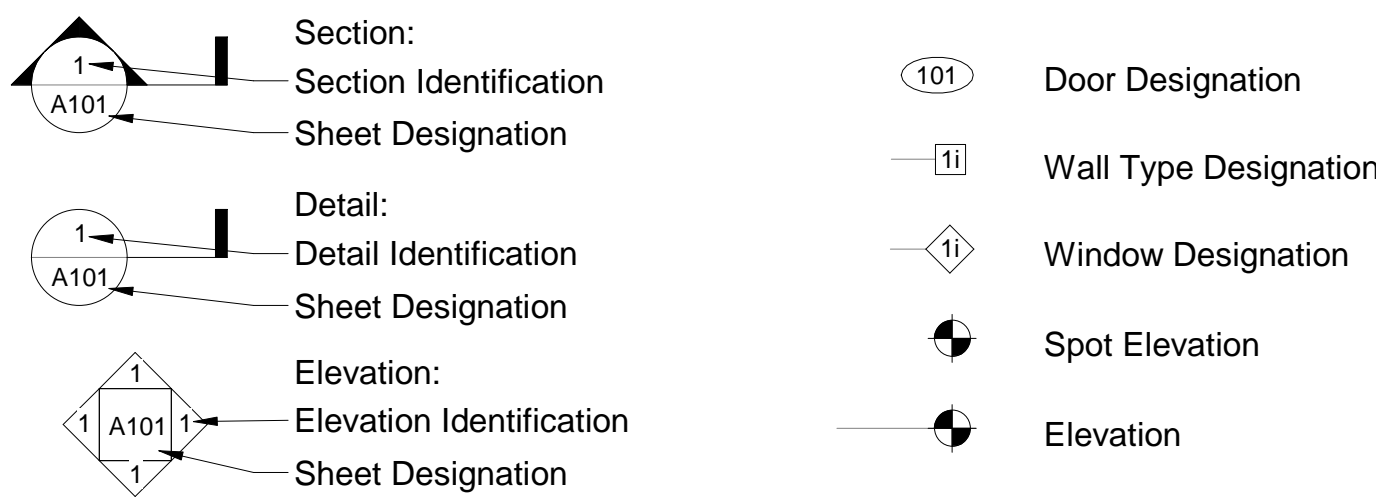 Section:
1
Section Identification
A101
Sheet Designation
Detail:
1
Detail Identification
A101
Sheet Designation
Elevation:
1
1
A101
1
Elevation Identification
1
Sheet Designation
101
Door Designation
1i
Wall Type Designation
1i
Window Designation
Spot Elevation
Elevation